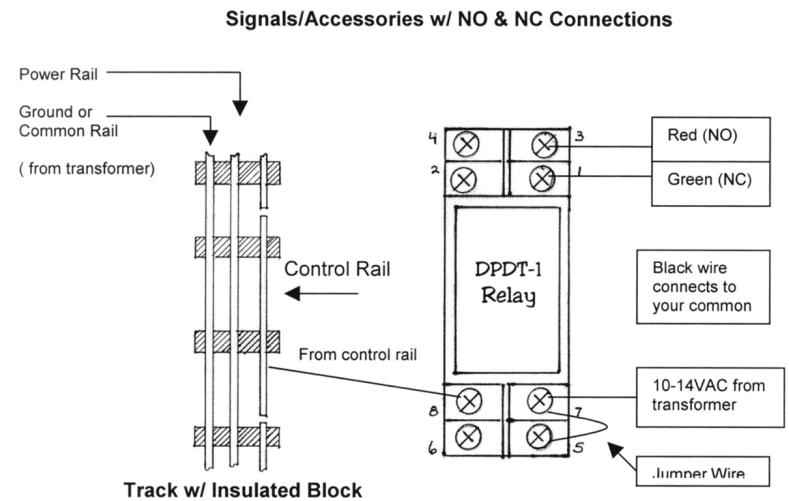 Signals/Accessories w/ NO & NC Connections
Power Rail
Ground or
Common Rail
( from transformer)
4
3
Red (NO)
2
1
Green (NC)
DPDT-1
Relay
Control Rail
Black wire
connects to
your common
From control rail
10-14VAC from
transformer
8
7
6
5
Jumper Wire
Track w/ Insulated Block